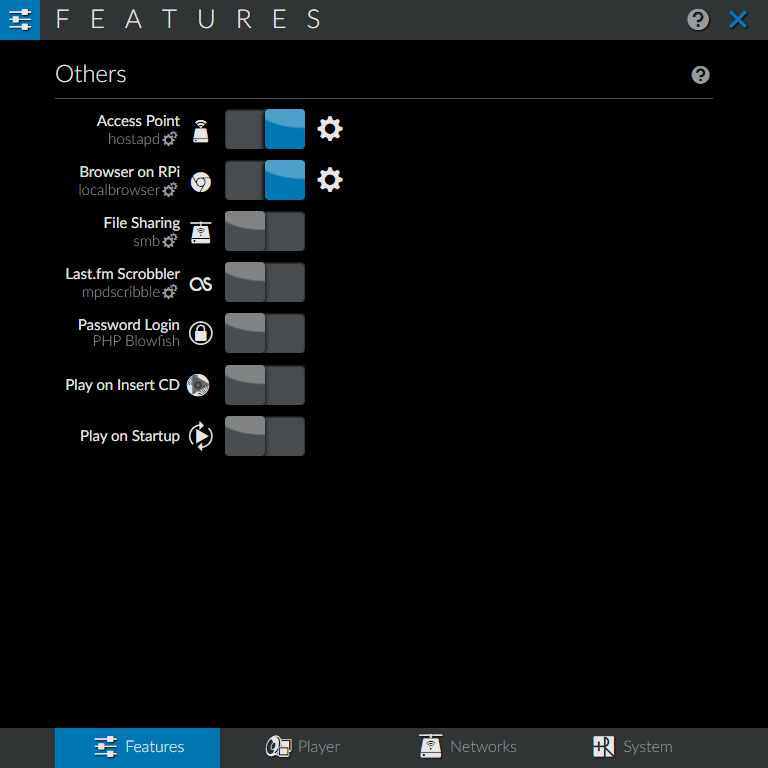 FEATURES
Others
Access Point
hostapd
Browser on RPi
localbrowser
File Sharing
smb
Last.fm Scrobbler
mpdscribble
Password Login
PHP Blowfish
Play on Insert CD
Play on Startup
Features Player Networks System